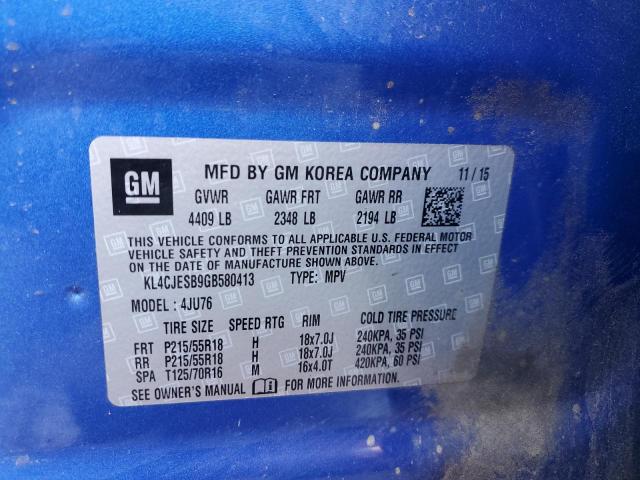 GM
MFD BY GM KOREA COMPANY 11/15
GVWR GAWR FRT GAWR RR
4409 LB 2348 LB 2194 LB
THIS VEHICLE CONFORMS TO ALL APPLICABLE U.S. FEDERAL MOTOR
VEHICLE SAFETY AND THEFT PREVENTION STANDARDS IN EFFECT
ON THE DATE OF MANUFACTURE SHOWN ABOVE.
KL4CJESB9GB580413 TYPE: MPV
MODEL: 4JU76
TIRE SIZE SPEED RTG RIM COLD TIRE PRESSURE
FRT P215/55R18 H 18x7.0J 240KPA, 35 PSI
RR P215/55R18 H 18x7.0J 240KPA, 35 PSI
SPA T125/70R16 M 16x4.0T 420KPA, 60 PSI
SEE OWNER'S MANUAL FOR MORE INFORMATION.